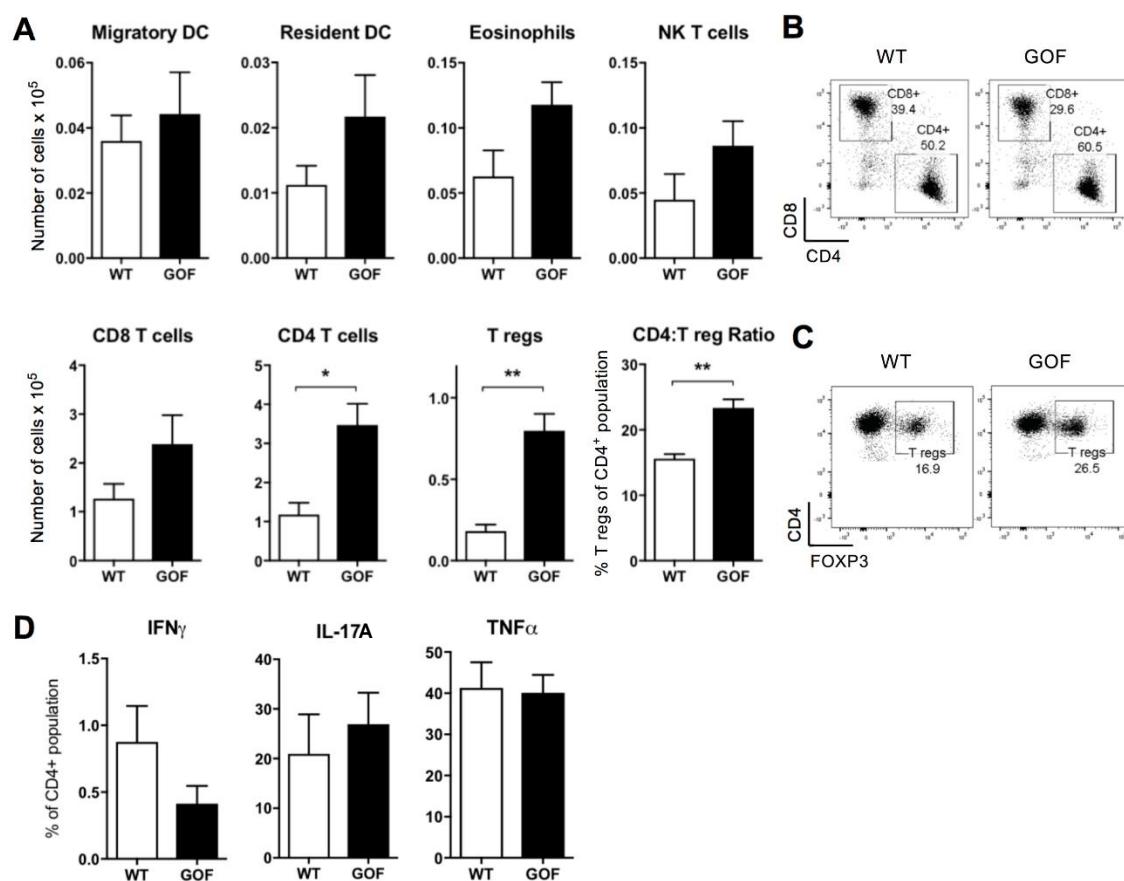 A
Migratory DC
Resident DC
Eosinophils
NK T cells
Number of cells x 10⁵
0.06
0.04
0.02
0.00
WT
GOF
0.03
0.02
0.01
0.00
WT
GOF
0.15
0.10
0.05
0.00
WT
GOF
0.15
0.10
0.05
0.00
WT
GOF
CD8 T cells
CD4 T cells
T regs
CD4:T reg Ratio
Number of cells x 10⁵
4
3
2
1
0
WT
GOF
5
4
3
2
1
0
*
WT
GOF
1.0
0.5
0.0
**
WT
GOF
% T regs of CD4⁺ population
30
20
10
0
**
WT
GOF
B
WT
GOF
CD8+
39.4
CD4+
50.2
CD8+
29.6
CD4+
60.5
CD8
CD4
C
WT
GOF
T regs
16.9
T regs
26.5
CD4
FOXP3
D
IFNγ
IL-17A
TNFα
% of CD4+ population
1.5
1.0
0.5
0.0
WT
GOF
40
30
20
10
0
WT
GOF
50
40
30
20
10
0
WT
GOF